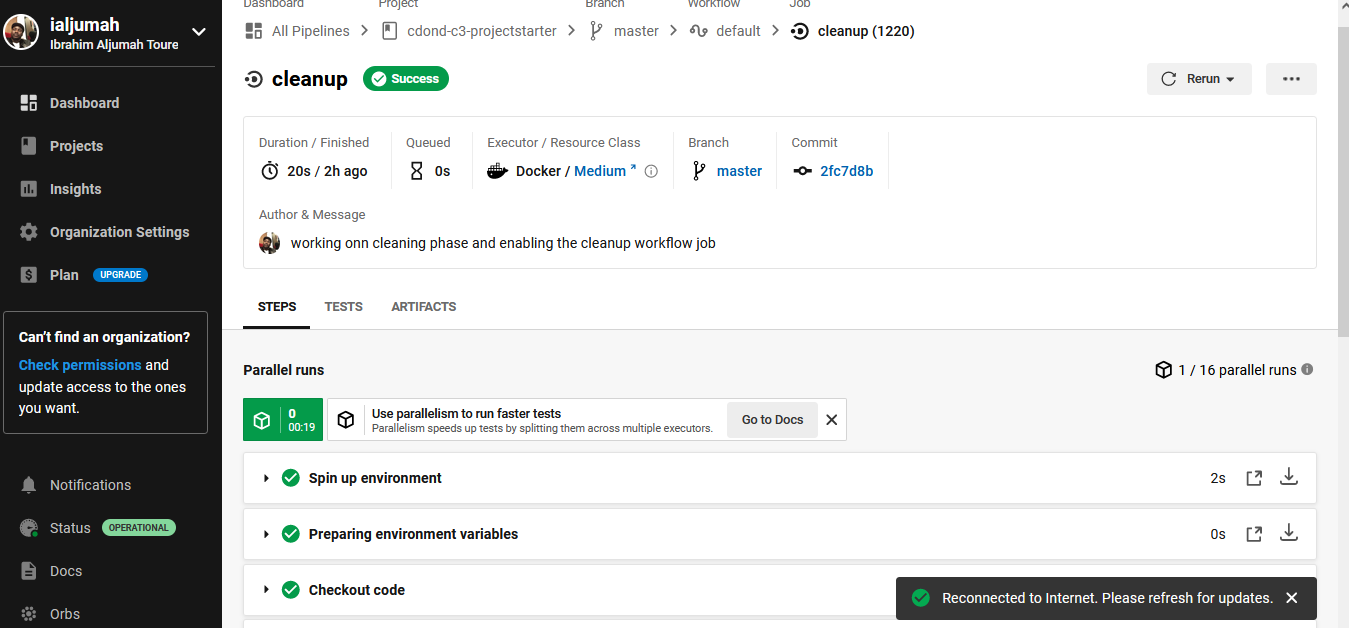 ialjumah
Ibrahim Aljumah Toure
Dashboard
Projects
Insights
Organization Settings
Plan UPGRADE
Can't find an organization?
Check permissions and
update access to the ones
you want.
Notifications
Status OPERATIONAL
Docs
Orbs
Dashboard Project Branch Workflow Job
All Pipelines cdond-c3-projectstarter master default cleanup (1220)
cleanup Success Rerun
Duration / Finished Queued Executor / Resource Class Branch Commit
20s / 2h ago 0s Docker / Medium master 2fc7d8b
Author & Message
working onn cleaning phase and enabling the cleanup workflow job
STEPS TESTS ARTIFACTS
Parallel runs 1 / 16 parallel runs
0
00:19
Use parallelism to run faster tests
Parallelism speeds up tests by splitting them across multiple executors.
Go to Docs
Spin up environment 2s
Preparing environment variables 0s
Checkout code
Reconnected to Internet. Please refresh for updates.